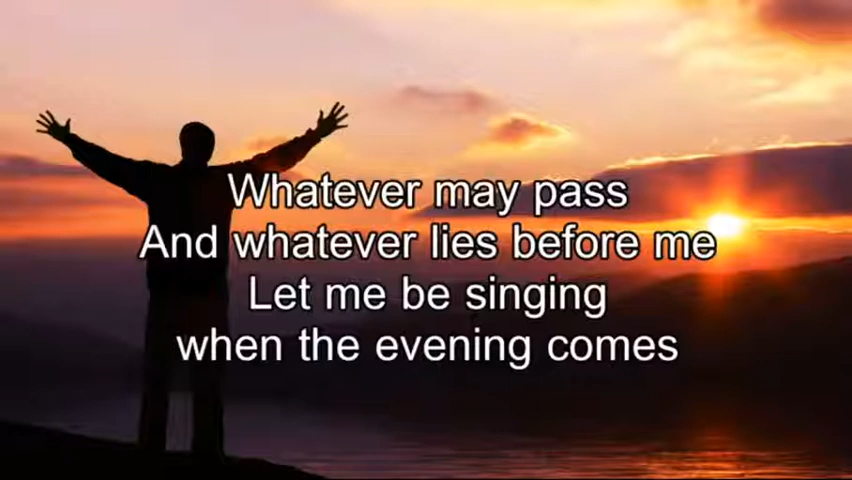 Whatever may pass
And whatever lies before me
Let me be singing
when the evening comes